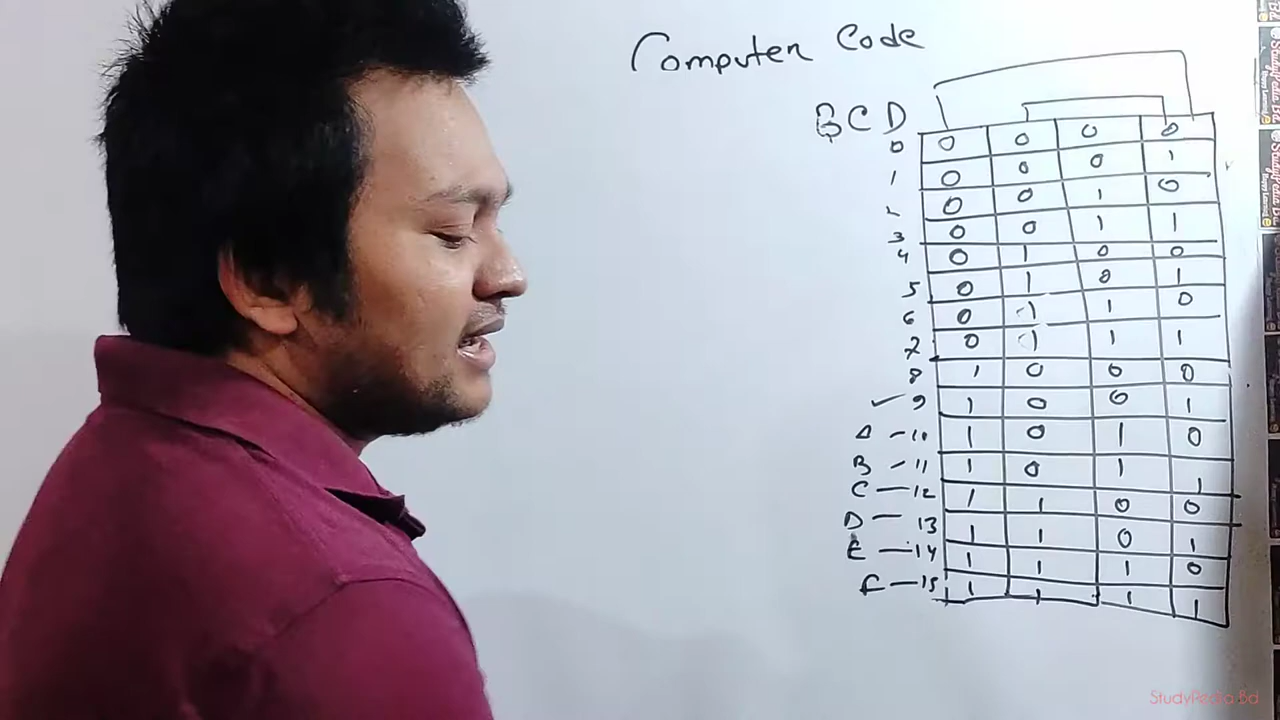 Computer Code
BCD
0 0 0 0 0
1 0 0 0 1
2 0 0 1 0
3 0 0 1 1
4 0 1 0 0
5 0 1 0 1
6 0 1 1 0
7 0 1 1 1
8 1 0 0 0
✓ 9 1 0 0 1
A – 10 1 0 1 0
B – 11 1 0 1 1
C – 12 1 1 0 0
D – 13 1 1 0 1
E – 14 1 1 1 0
F – 15 1 1 1 1
StudyPedia Bd